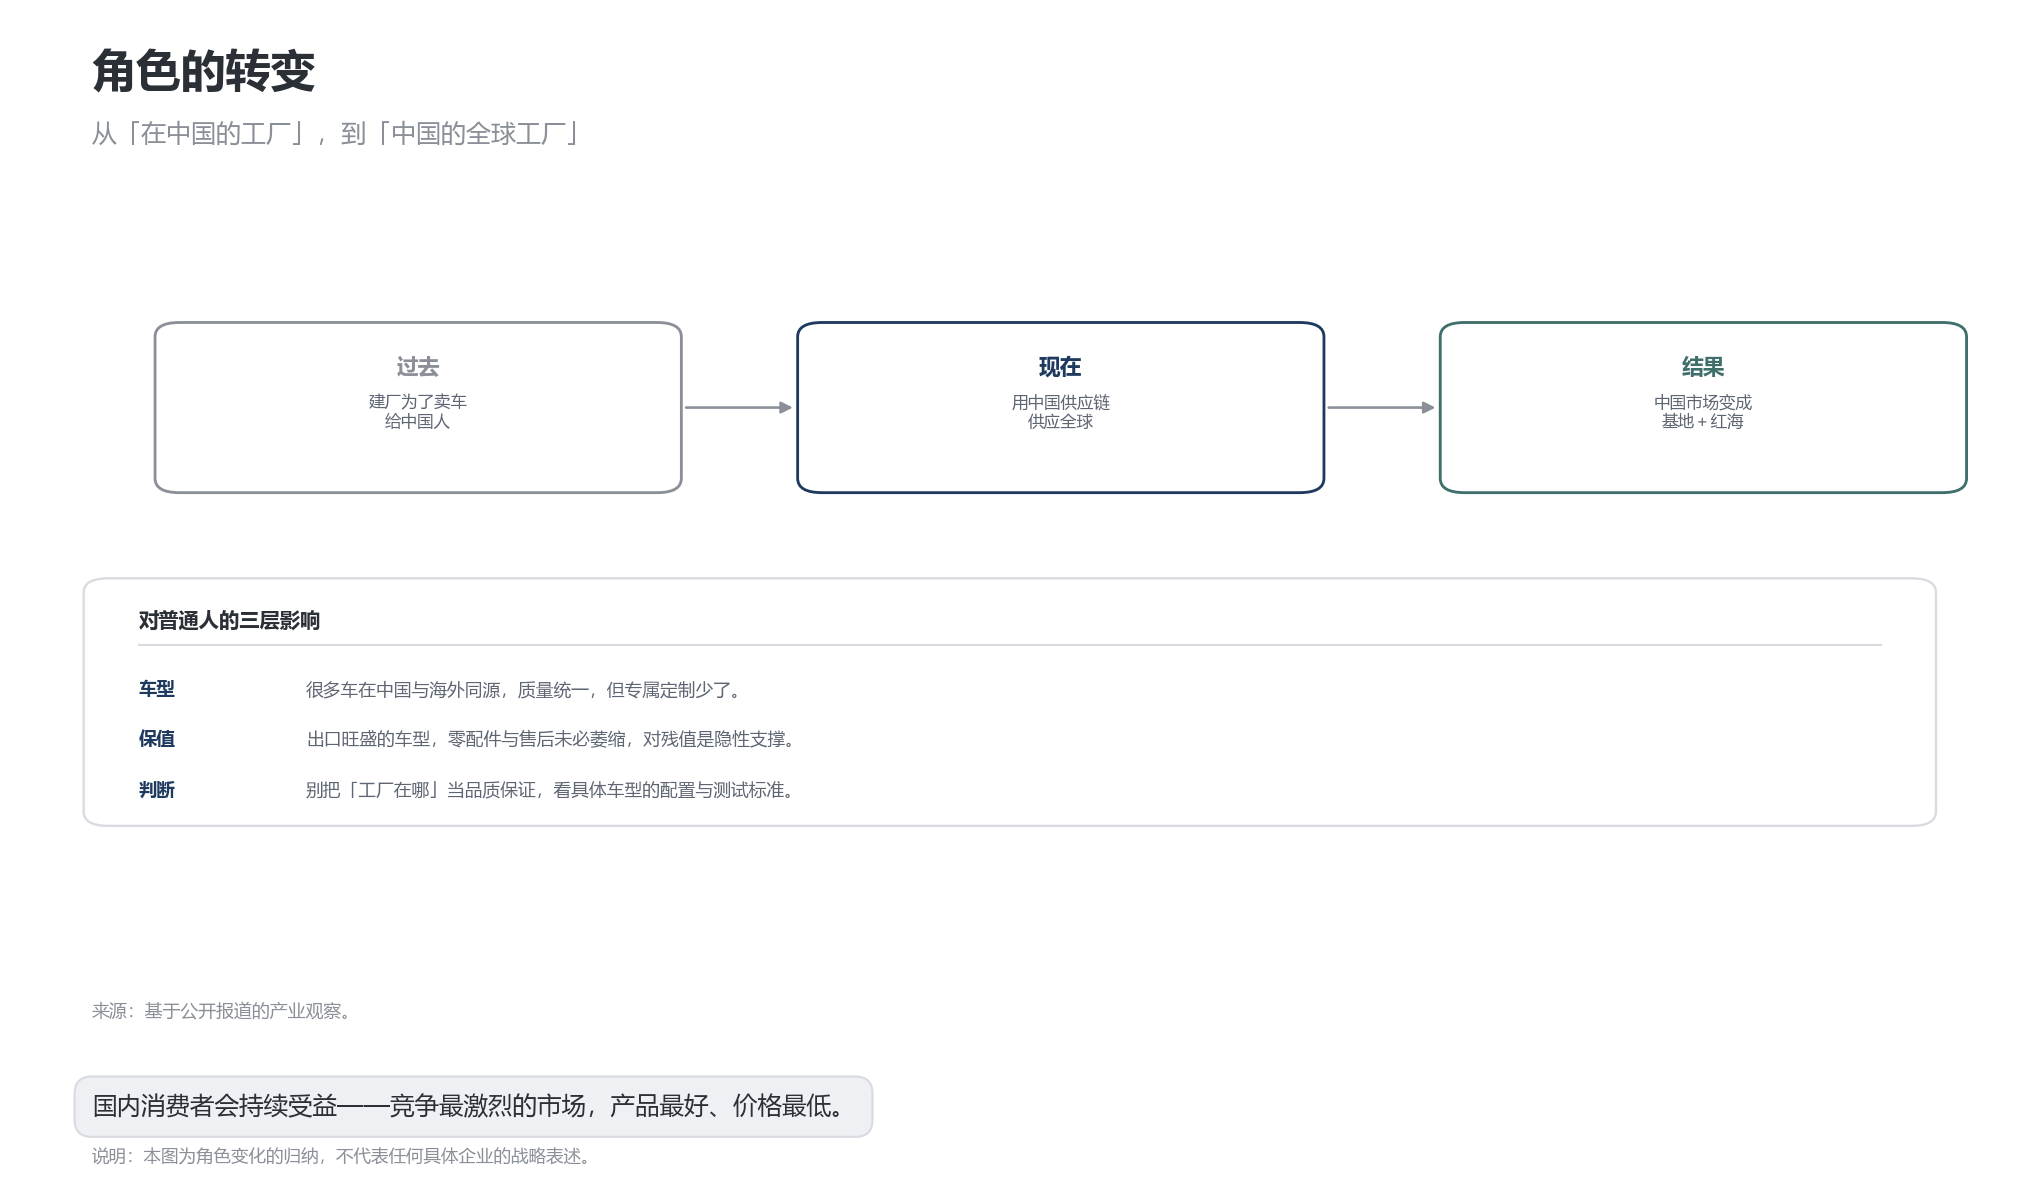 角色的转变
从「在中国的工厂」，到「中国的全球工厂」
过去
建厂为了卖车
给中国人
现在
用中国供应链
供应全球
结果
中国市场变成
基地 + 红海
对普通人的三层影响
车型 很多车在中国与海外同源，质量统一，但专属定制少了。
保值 出口旺盛的车型，零配件与售后未必萎缩，对残值是隐性支撑。
判断 别把「工厂在哪」当品质保证，看具体车型的配置与测试标准。
来源：基于公开报道的产业观察。
国内消费者会持续受益——竞争最激烈的市场，产品最好、价格最低。
说明：本图为角色变化的归纳，不代表任何具体企业的战略表述。